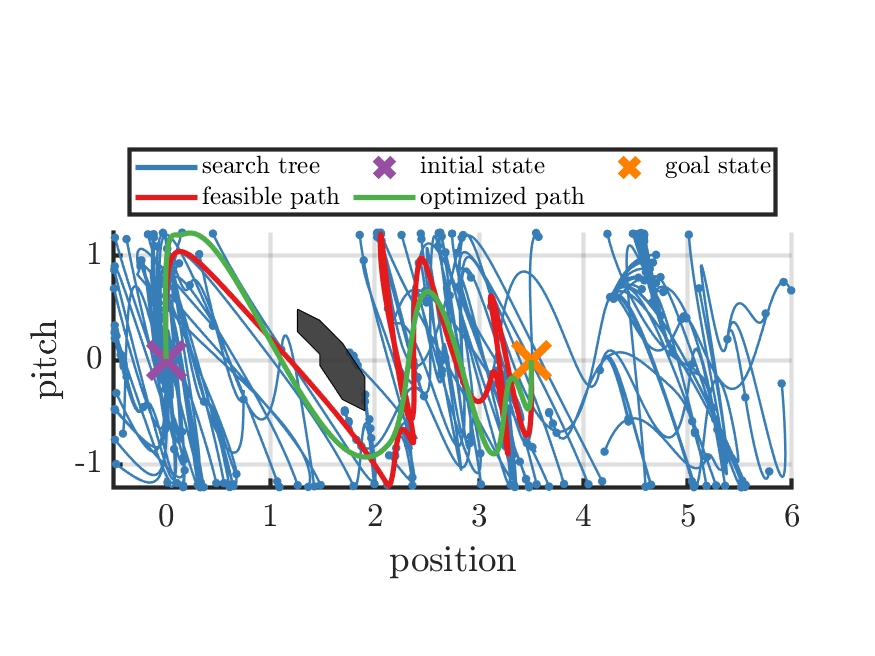 search tree initial state goal state
feasible path optimized path
1
0
-1
pitch
0 1 2 3 4 5 6
position